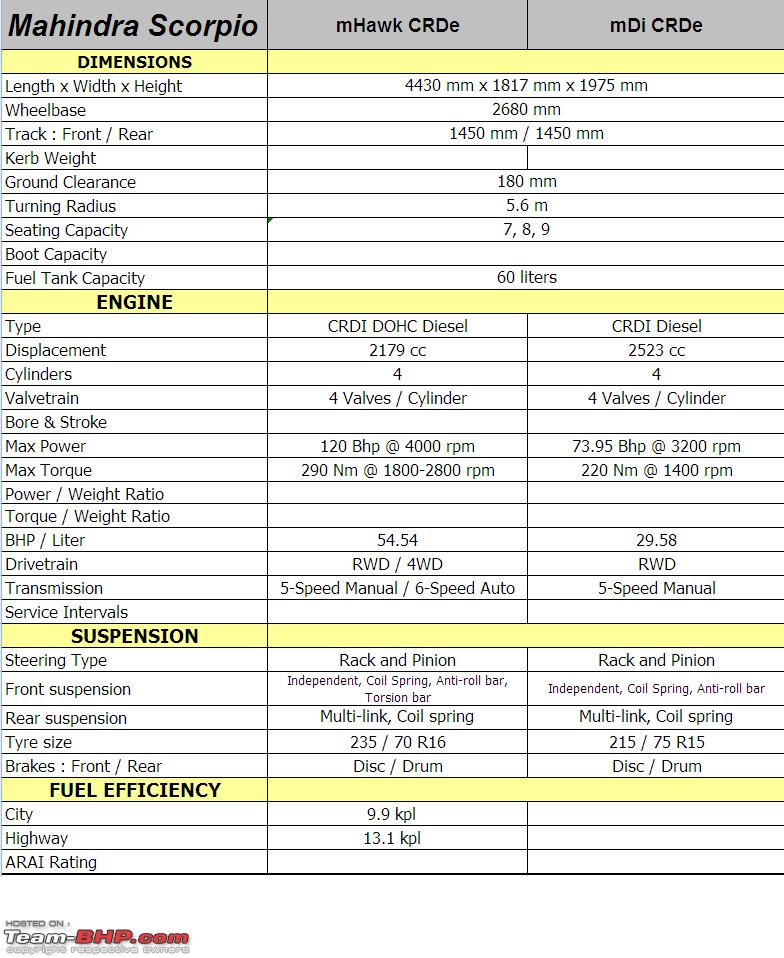 Mahindra Scorpio mHawk CRDe mDi CRDe
DIMENSIONS
Length x Width x Height 4430 mm x 1817 mm x 1975 mm
Wheelbase 2680 mm
Track : Front / Rear 1450 mm / 1450 mm
Kerb Weight
Ground Clearance 180 mm
Turning Radius 5.6 m
Seating Capacity 7, 8, 9
Boot Capacity
Fuel Tank Capacity 60 liters
ENGINE
Type CRDI DOHC Diesel CRDI Diesel
Displacement 2179 cc 2523 cc
Cylinders 4 4
Valvetrain 4 Valves / Cylinder 4 Valves / Cylinder
Bore & Stroke
Max Power 120 Bhp @ 4000 rpm 73.95 Bhp @ 3200 rpm
Max Torque 290 Nm @ 1800-2800 rpm 220 Nm @ 1400 rpm
Power / Weight Ratio
Torque / Weight Ratio
BHP / Liter 54.54 29.58
Drivetrain RWD / 4WD RWD
Transmission 5-Speed Manual / 6-Speed Auto 5-Speed Manual
Service Intervals
SUSPENSION
Steering Type Rack and Pinion Rack and Pinion
Front suspension Independent, Coil Spring, Anti-roll bar, Torsion bar Independent, Coil Spring, Anti-roll bar
Rear suspension Multi-link, Coil spring Multi-link, Coil spring
Tyre size 235 / 70 R16 215 / 75 R15
Brakes : Front / Rear Disc / Drum Disc / Drum
FUEL EFFICIENCY
City 9.9 kpl
Highway 13.1 kpl
ARAI Rating
HOSTED ON :
Team-BHP.com
copyright respective owners